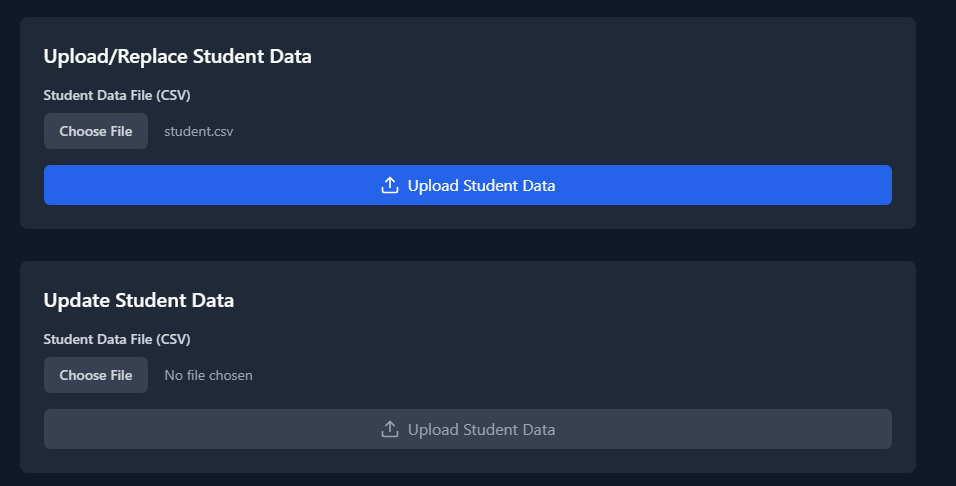 Upload/Replace Student Data
Student Data File (CSV)
Choose File student.csv
Upload Student Data
Update Student Data
Student Data File (CSV)
Choose File No file chosen
Upload Student Data